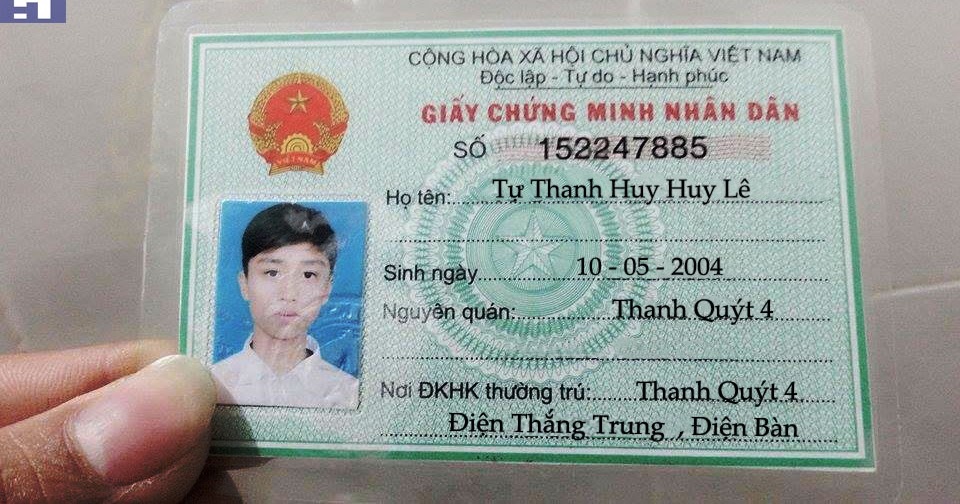 CỘNG HÒA XÃ HỘI CHỦ NGHĨA VIỆT NAM
Độc lập - Tự do - Hạnh phúc
GIẤY CHỨNG MINH NHÂN DÂN
SỐ 152247885
VIỆT NAM
Họ tên: Tự Thanh Huy Huy Lê
Sinh ngày 10 - 05 - 2004
Nguyên quán: Thanh Quýt 4
Nơi ĐKHK thường trú: Thanh Quýt 4
Điện Thắng Trung , Điện Bàn